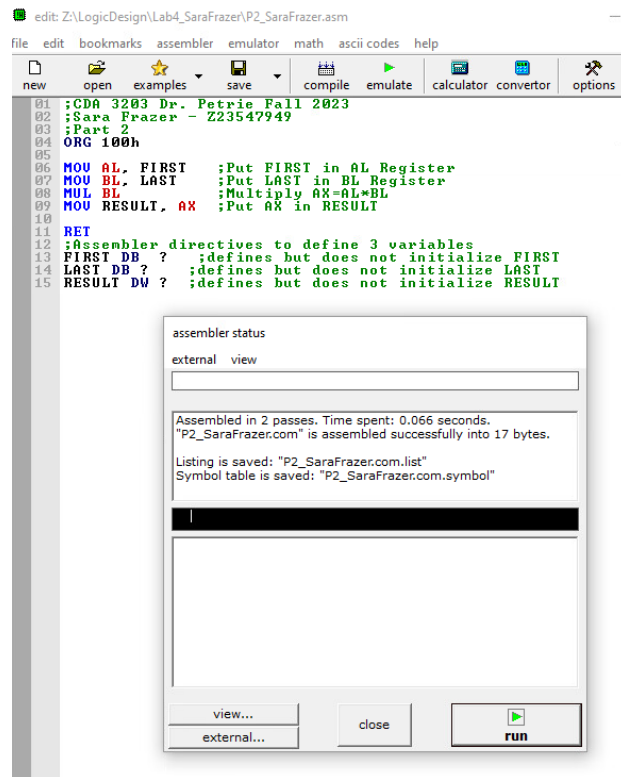 edit: Z:\LogicDesign\Lab4_SaraFrazer\P2_SaraFrazer.asm
file edit bookmarks assembler emulator math ascii codes help
new open examples save compile emulate calculator convertor options
01 ;CDA 3203 Dr. Petrie Fall 2023
02 ;Sara Frazer - Z23547949
03 ;Part 2
04 ORG 100h
05
06 MOV AL, FIRST ;Put FIRST in AL Register
07 MOV BL, LAST ;Put LAST in BL Register
08 MUL BL ;Multiply AX=AL*BL
09 MOV RESULT, AX ;Put AX in RESULT
10
11 RET
12 ;Assembler directives to define 3 variables
13 FIRST DB ? ;defines but does not initialize FIRST
14 LAST DB ? ;defines but does not initialize LAST
15 RESULT DW ? ;defines but does not initialize RESULT
assembler status
external view
Assembled in 2 passes. Time spent: 0.066 seconds.
"P2_SaraFrazer.com" is assembled successfully into 17 bytes.
Listing is saved: "P2_SaraFrazer.com.list"
Symbol table is saved: "P2_SaraFrazer.com.symbol"
view...
external...
close
run